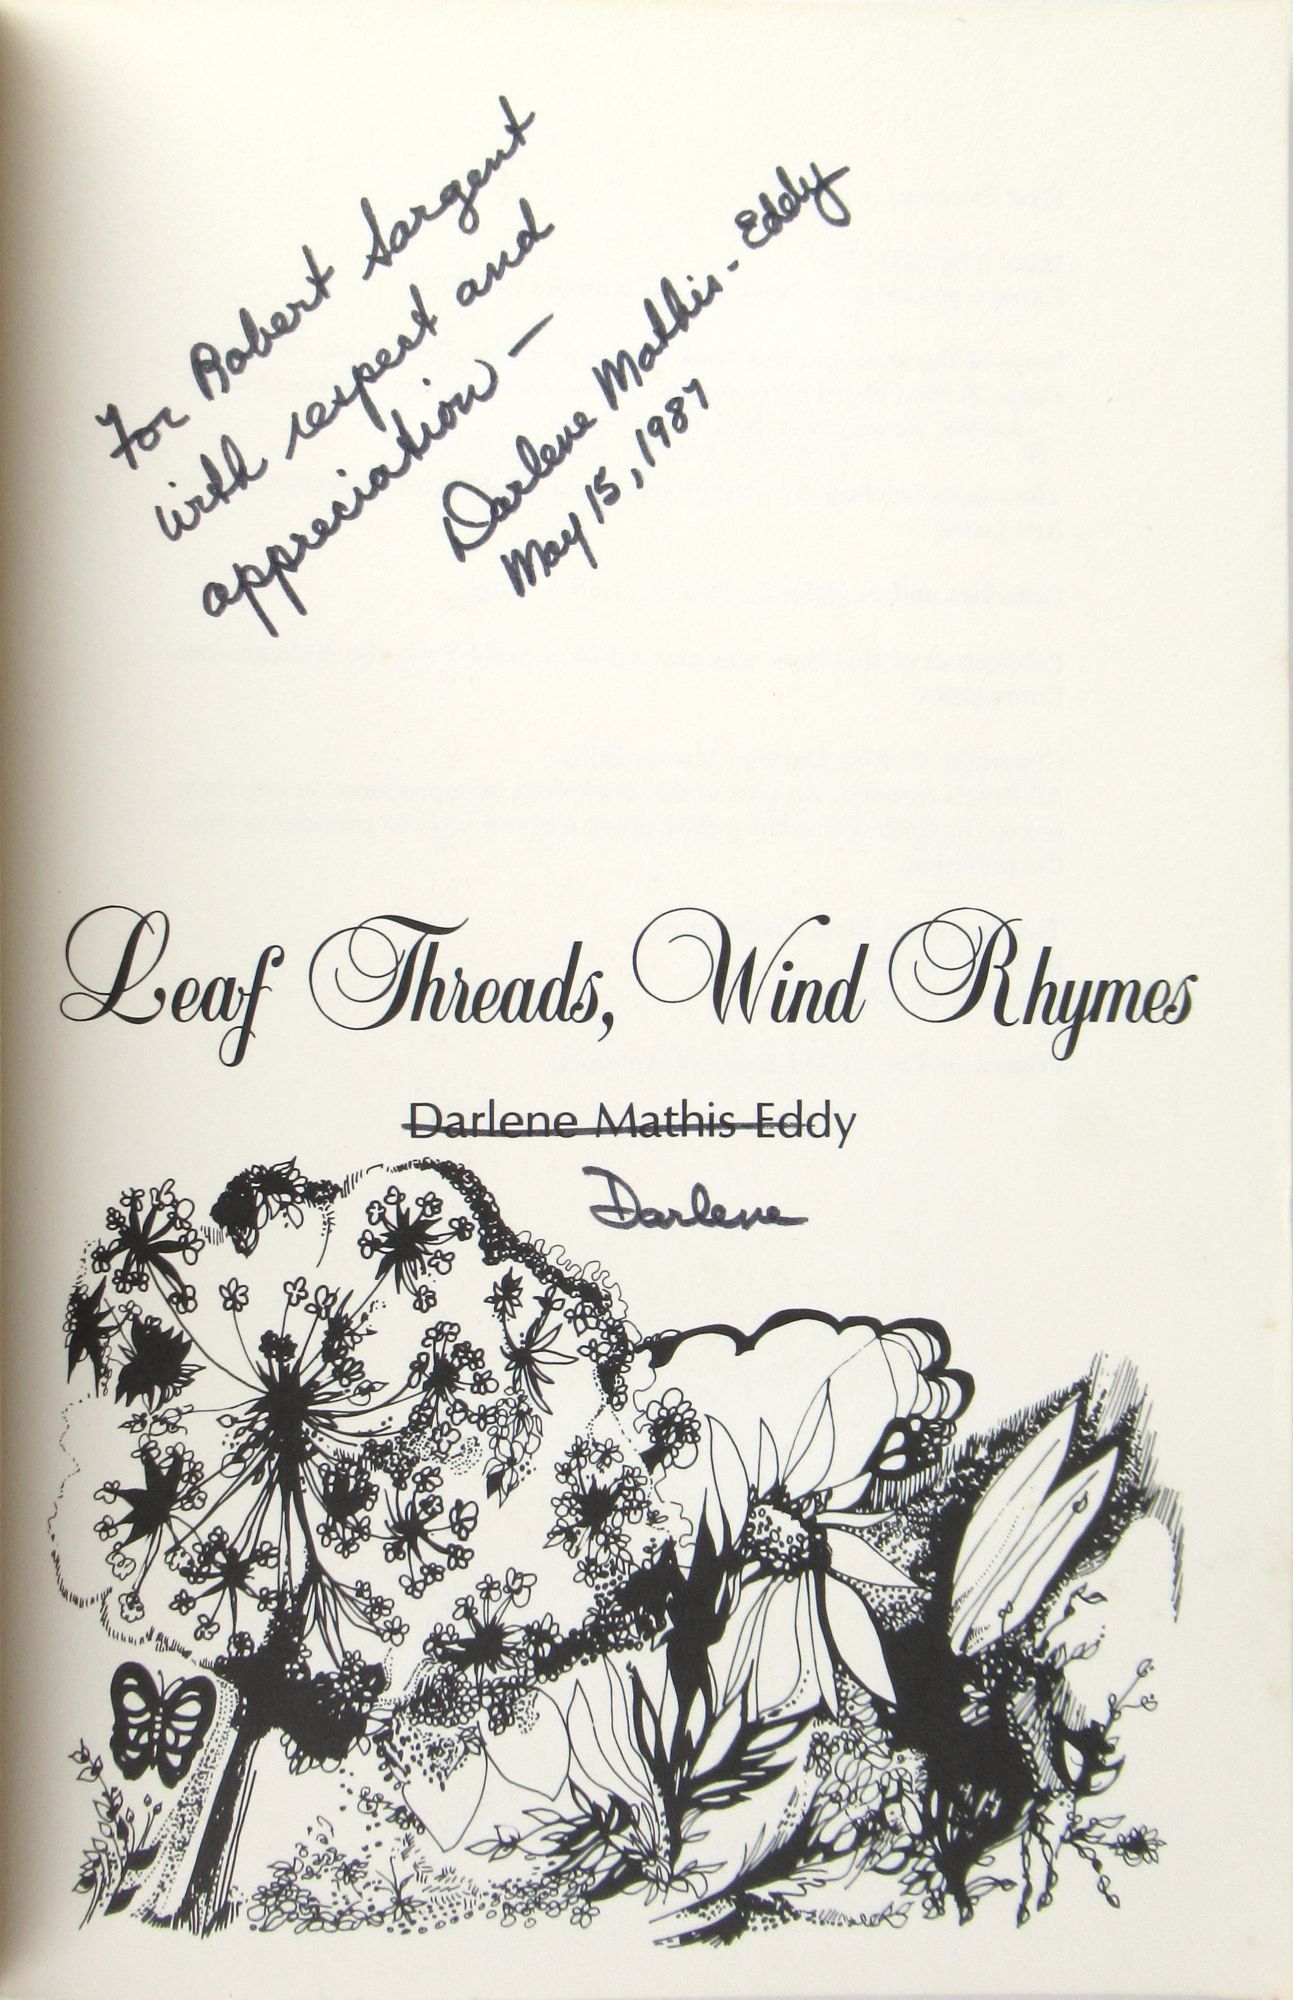 For Robert Sargent
with respect and
appreciation —
Darlene Mathis-Eddy
May 15, 1987
Leaf Threads, Wind Rhymes
Darlene Mathis-Eddy
Darlene